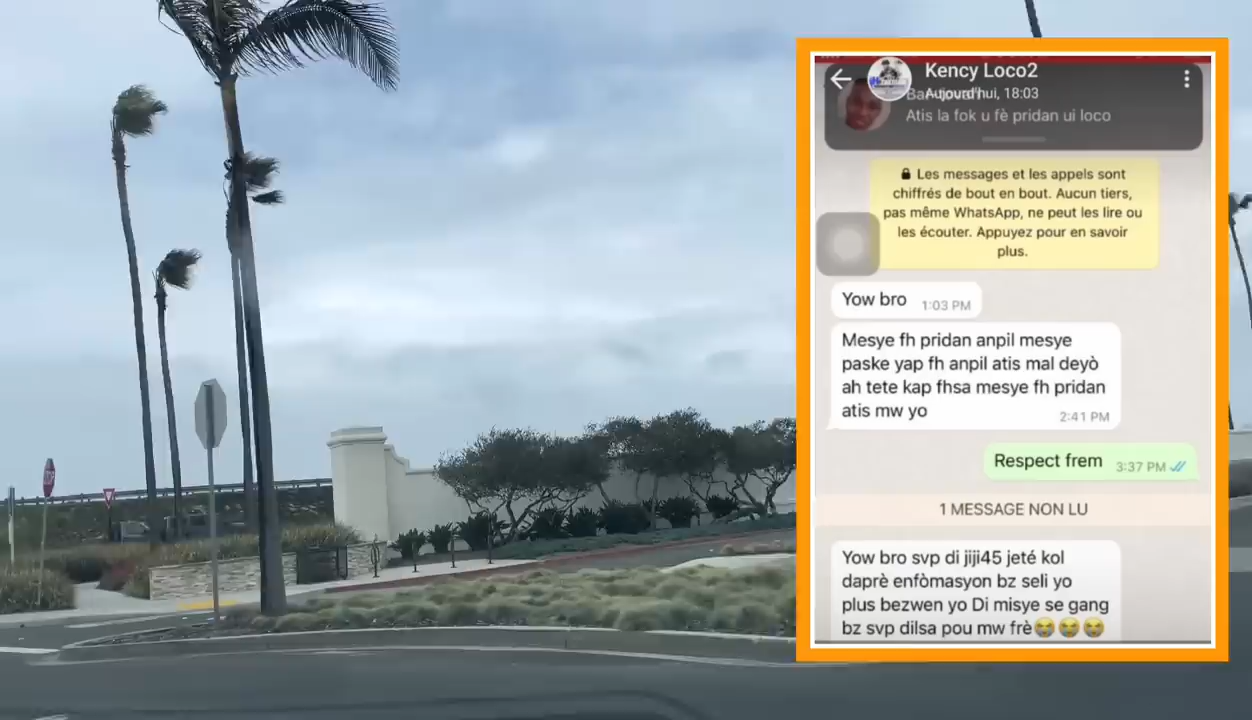 Kency Loco2
Aujourd'hui, 18:03
Atis la fok u fè pridan ui loco
Les messages et les appels sont
chiffrés de bout en bout. Aucun tiers,
pas même WhatsApp, ne peut les lire ou
les écouter. Appuyez pour en savoir
plus.
Yow bro 1:03 PM
Mesye fh pridan anpil mesye
paske yap fh anpil atis mal deyò
ah tete kap fhsa mesye fh pridan
atis mw yo 2:41 PM
Respect frem 3:37 PM
1 MESSAGE NON LU
Yow bro svp di jiji45 jeté kol
daprè enfòmasyon bz seli yo
plus bezwen yo Di misye se gang
bz svp dilsa pou mw frè😭😭😭